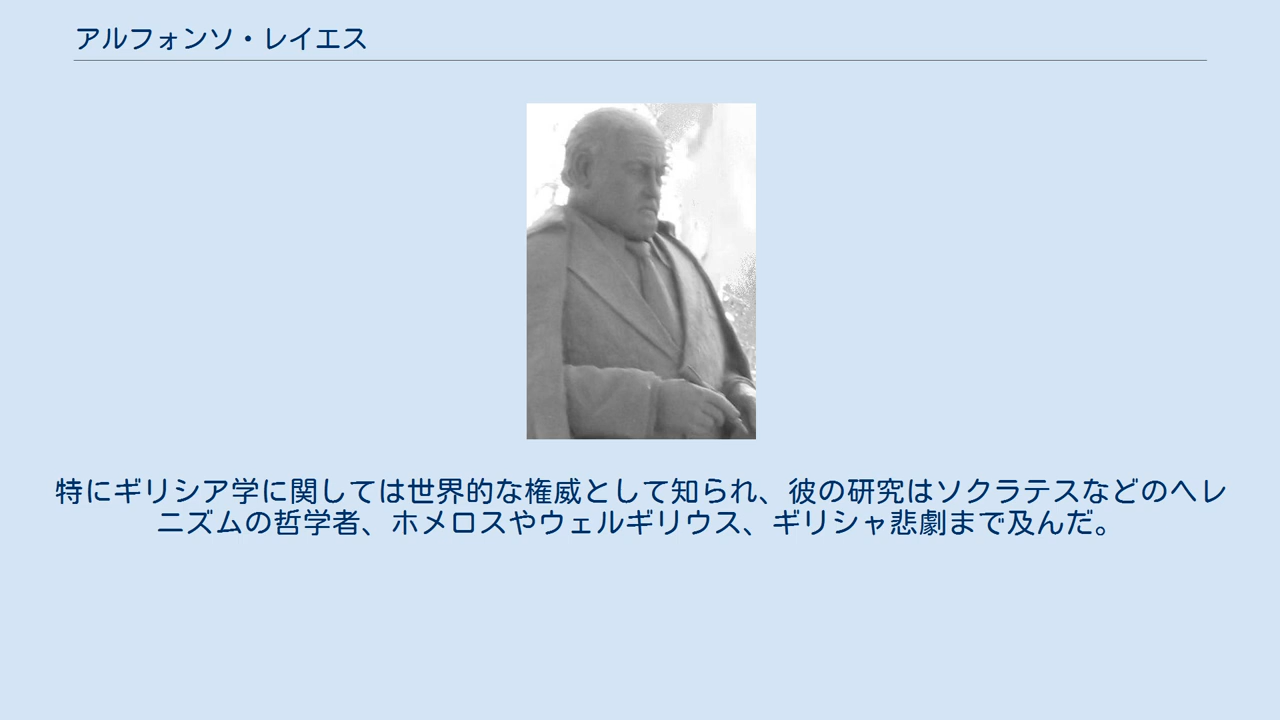 アルフォンソ・レイエス
特にギリシア学に関しては世界的な権威として知られ、彼の研究はソクラテスなどのヘレ
ニズムの哲学者、ホメロスやウェルギリウス、ギリシャ悲劇まで及んだ。